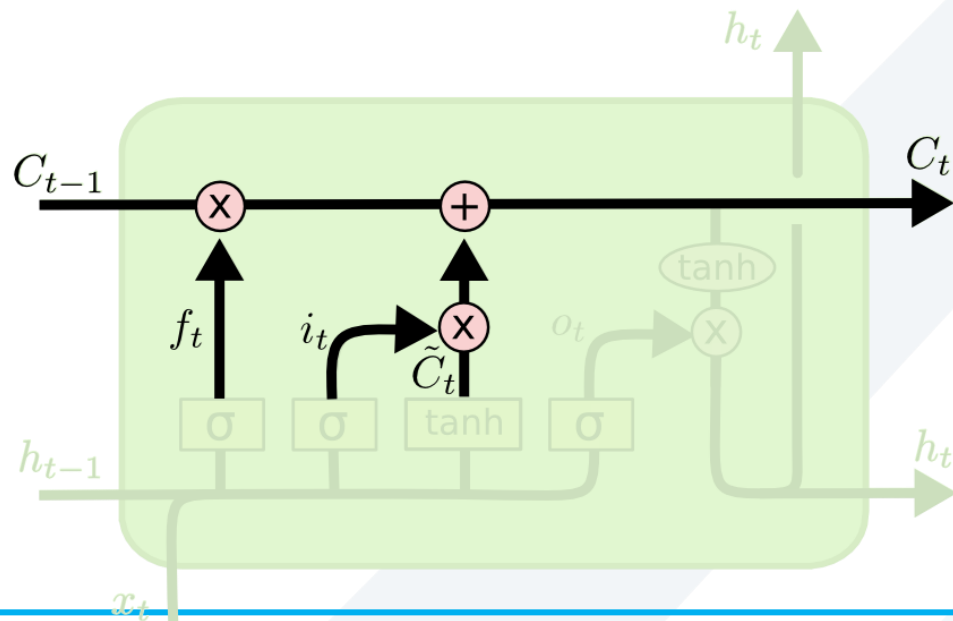 h_t
C_{t-1}
x
+
C_t
tanh
f_t
i_t
x
o_t
x
C̃_t
σ
σ
tanh
σ
h_{t-1}
h_t
x_t